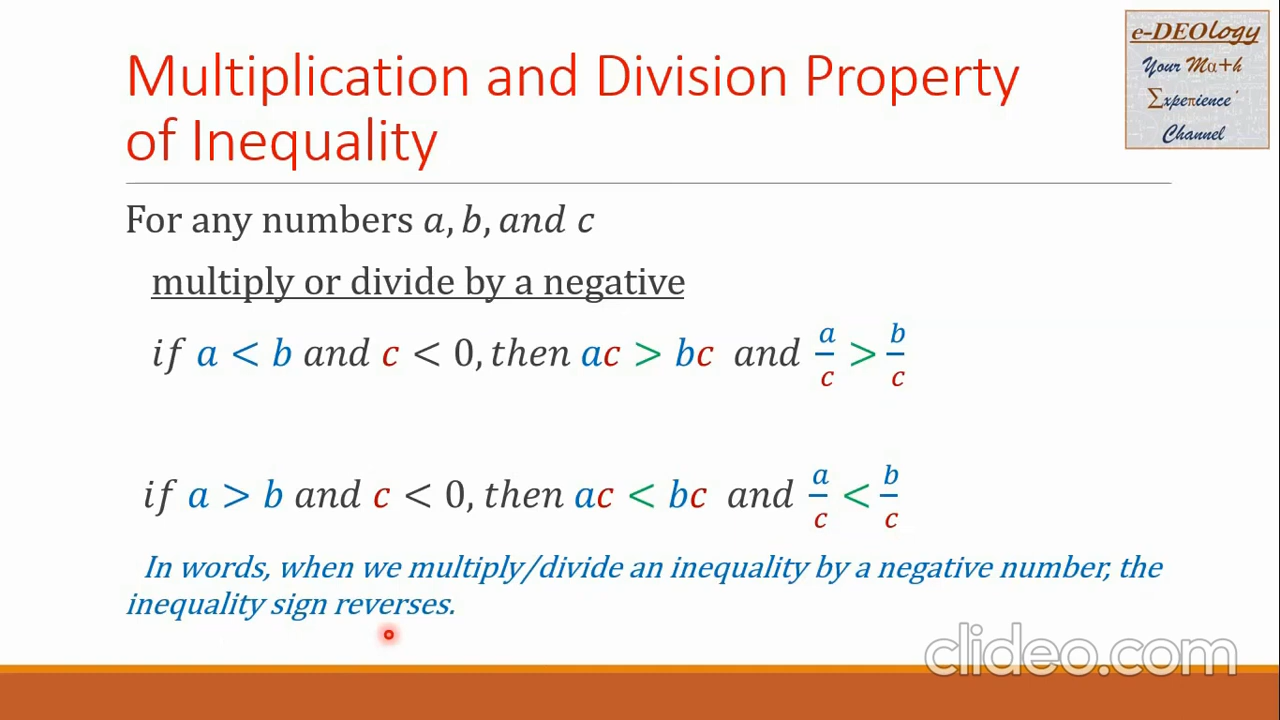 Multiplication and Division Property
of Inequality
e-DEOlogy
Your Mα+h
Σxpeπience'
Channel
For any numbers a, b, and c
multiply or divide by a negative
if a < b and c < 0, then ac > bc and a/c > b/c
if a > b and c < 0, then ac < bc and a/c < b/c
In words, when we multiply/divide an inequality by a negative number, the
inequality sign reverses.
clideo.com